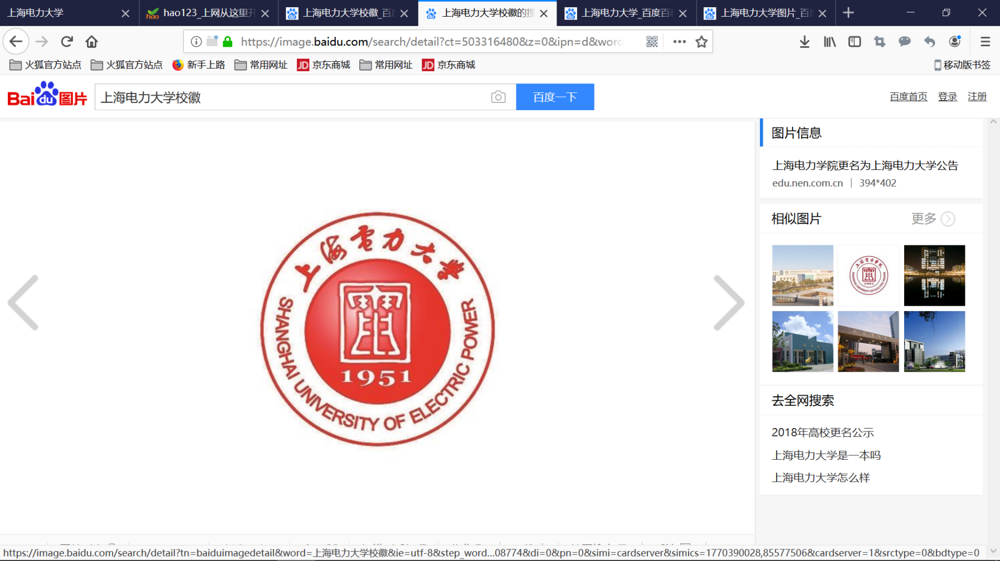 上海电力大学
hao123_上网从这里开
上海电力大学校徽_百度
上海电力大学校徽的搜
上海电力大学_百度百科
上海电力大学图片_百度
https://image.baidu.com/search/detail?ct=503316480&z=0&ipn=d&word
火狐官方站点
火狐官方站点
新手上路
常用网址
JD 京东商城
常用网址
JD 京东商城
移动版书签
Bai du 图片
上海电力大学校徽
百度一下
百度首页 登录 注册
图片信息
上海电力学院更名为上海电力大学公告
edu.nen.com.cn | 394*402
相似图片
更多
上海電力大學
1951
SHANGHAI UNIVERSITY OF ELECTRIC POWER
去全网搜索
2018年高校更名公示
上海电力大学是一本吗
上海电力大学怎么样
https://image.baidu.com/search/detail?tn=baiduimagedetail&word=上海电力大学校徽&ie=utf-8&step_word...08774&di=0&pn=0&simi=cardserver&simics=1770390028,85577506&cardserver=1&srctype=0&bdtype=0